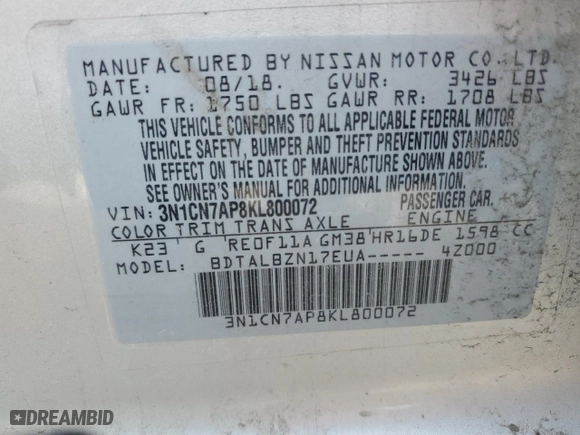 MANUFACTURED BY NISSAN MOTOR CO., LTD.
DATE: 08/18. GVWR: 3426 LBS
GAWR FR: 1750 LBS GAWR RR: 1708 LBS
THIS VEHICLE CONFORMS TO ALL APPLICABLE FEDERAL MOTOR
VEHICLE SAFETY, BUMPER AND THEFT PREVENTION STANDARDS
IN EFFECT ON THE DATE OF MANUFACTURE SHOWN ABOVE.
SEE OWNER'S MANUAL FOR ADDITIONAL INFORMATION.
VIN: 3N1CN7AP8KL800072 PASSENGER CAR
COLOR TRIM TRANS AXLE ENGINE
K23 G RE0F11A GM38 HR16DE 1598 CC
MODEL: BDTALBZN17EUA----- 4Z000
3N1CN7AP8KL800072
DREAMBID